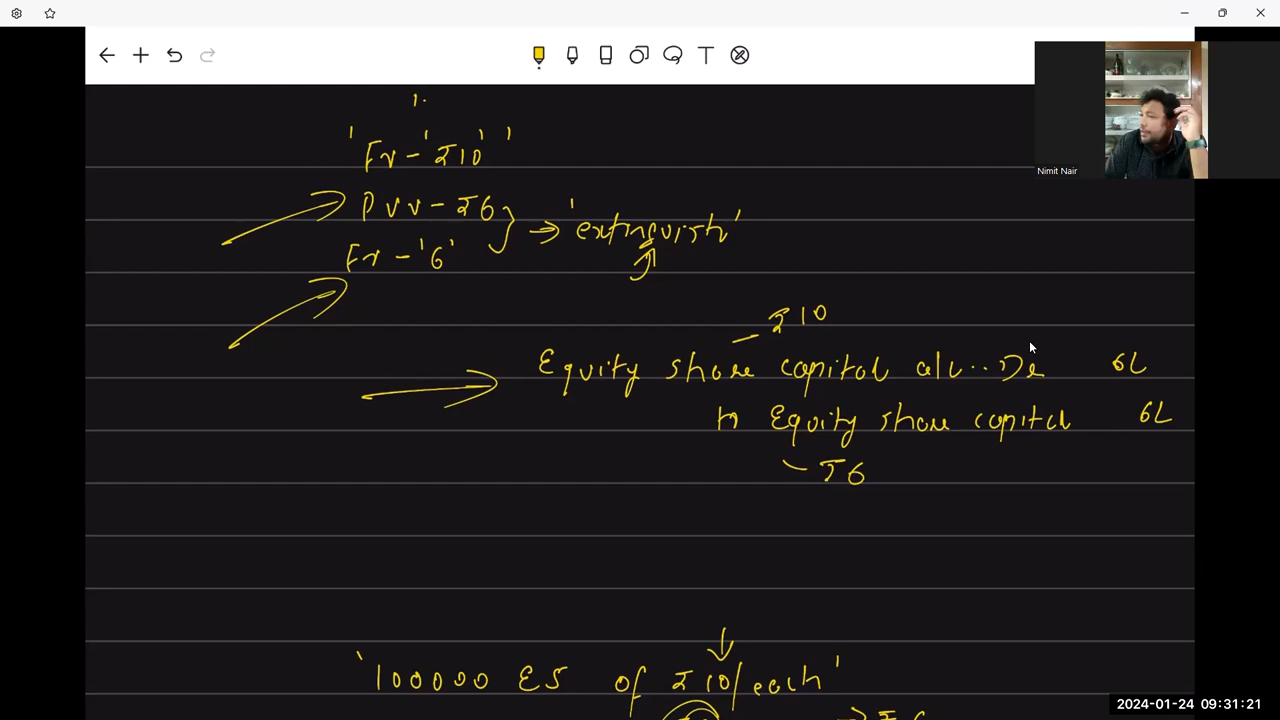 Nimit Nair
'Fv - '₹10' '
PVV - ₹6
Fv - '6'
→ 'extinguish'
- ₹10
Equity share capital a/c .. Dr 6L
To Equity share capital 6L
- ₹6
'100000 ES of ₹10/each'
2024-01-24 09:31:21